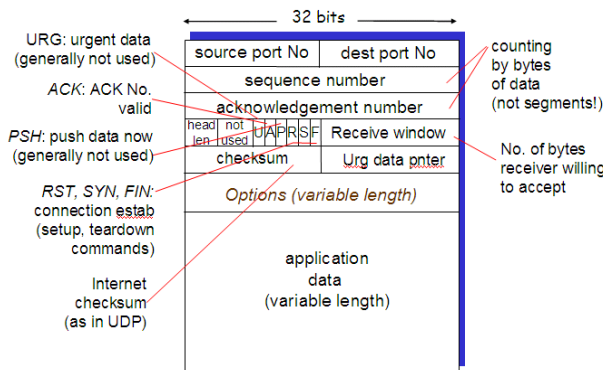 32 bits
URG: urgent data
(generally not used)
ACK: ACK No.
valid
PSH: push data now
(generally not used)
RST, SYN, FIN:
connection estab
(setup, teardown
commands)
Internet
checksum
(as in UDP)
source port No dest port No
sequence number
acknowledgement number
head
len
not
used
U A P R S F
Receive window
checksum Urg data pnter
Options (variable length)
application
data
(variable length)
counting
by bytes
of data
(not segments!)
No. of bytes
receiver willing
to accept